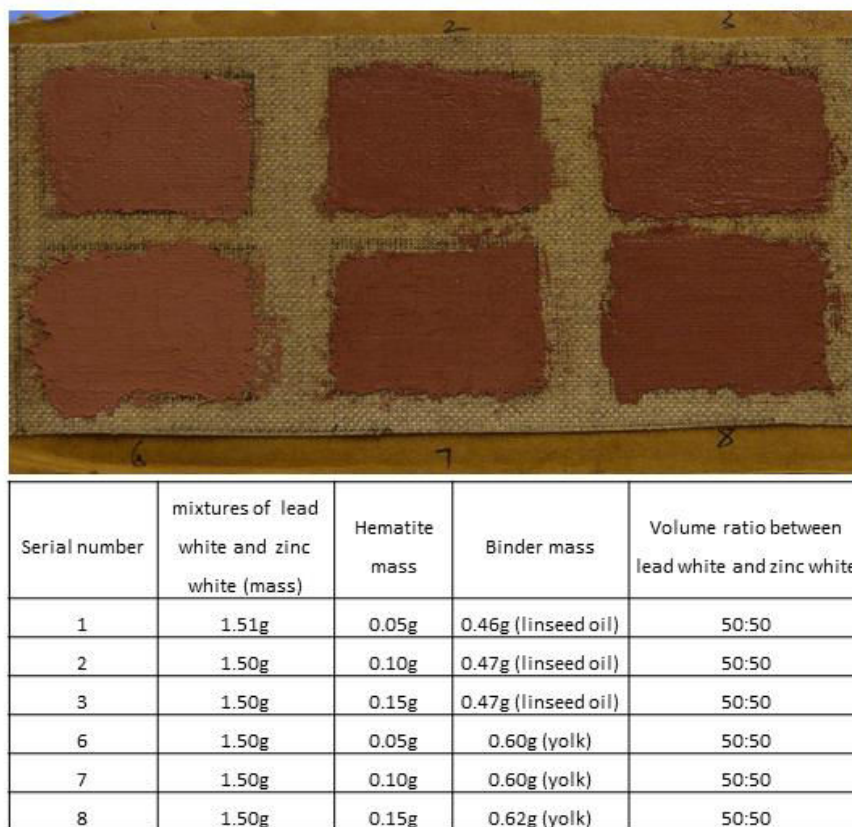 1 2 3
6 7 8
Serial number
mixtures of lead
white and zinc
white (mass)
Hematite
mass
Binder mass
Volume ratio between
lead white and zinc white
1 1.51g 0.05g 0.46g (linseed oil) 50:50
2 1.50g 0.10g 0.47g (linseed oil) 50:50
3 1.50g 0.15g 0.47g (linseed oil) 50:50
6 1.50g 0.05g 0.60g (yolk) 50:50
7 1.50g 0.10g 0.60g (yolk) 50:50
8 1.50g 0.15g 0.62g (yolk) 50:50